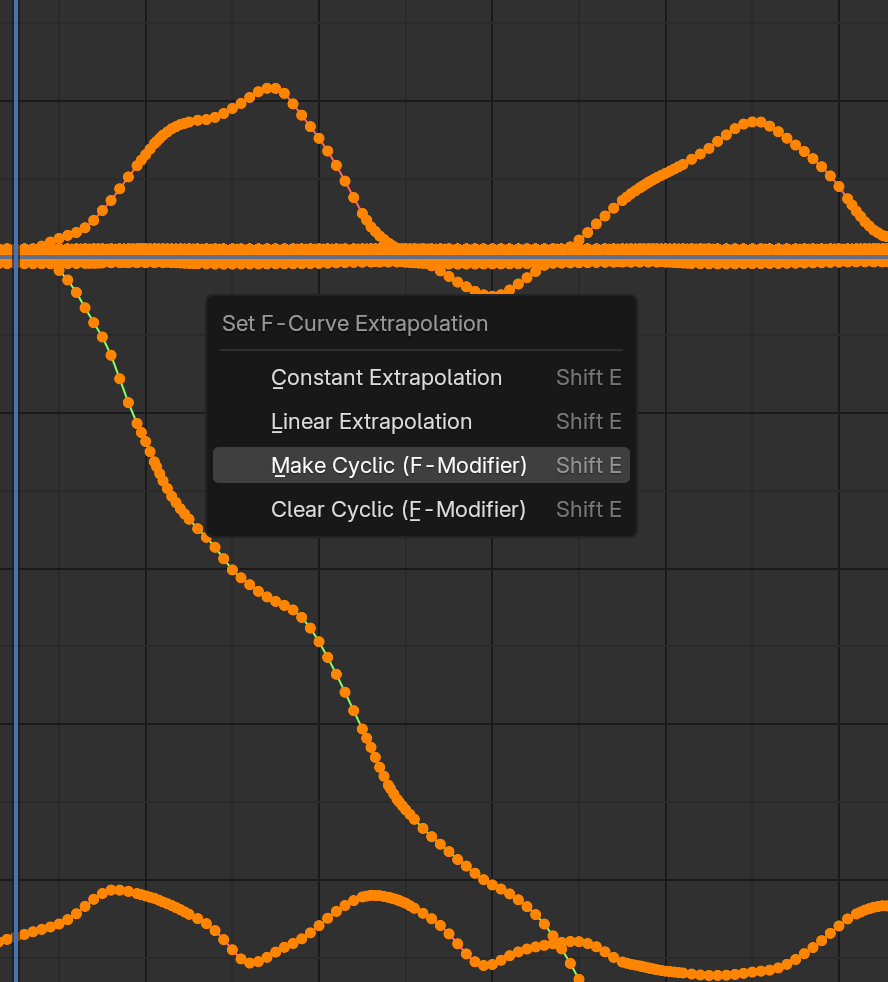 Set F-Curve Extrapolation
Constant Extrapolation Shift E
Linear Extrapolation Shift E
Make Cyclic (F-Modifier) Shift E
Clear Cyclic (F-Modifier) Shift E